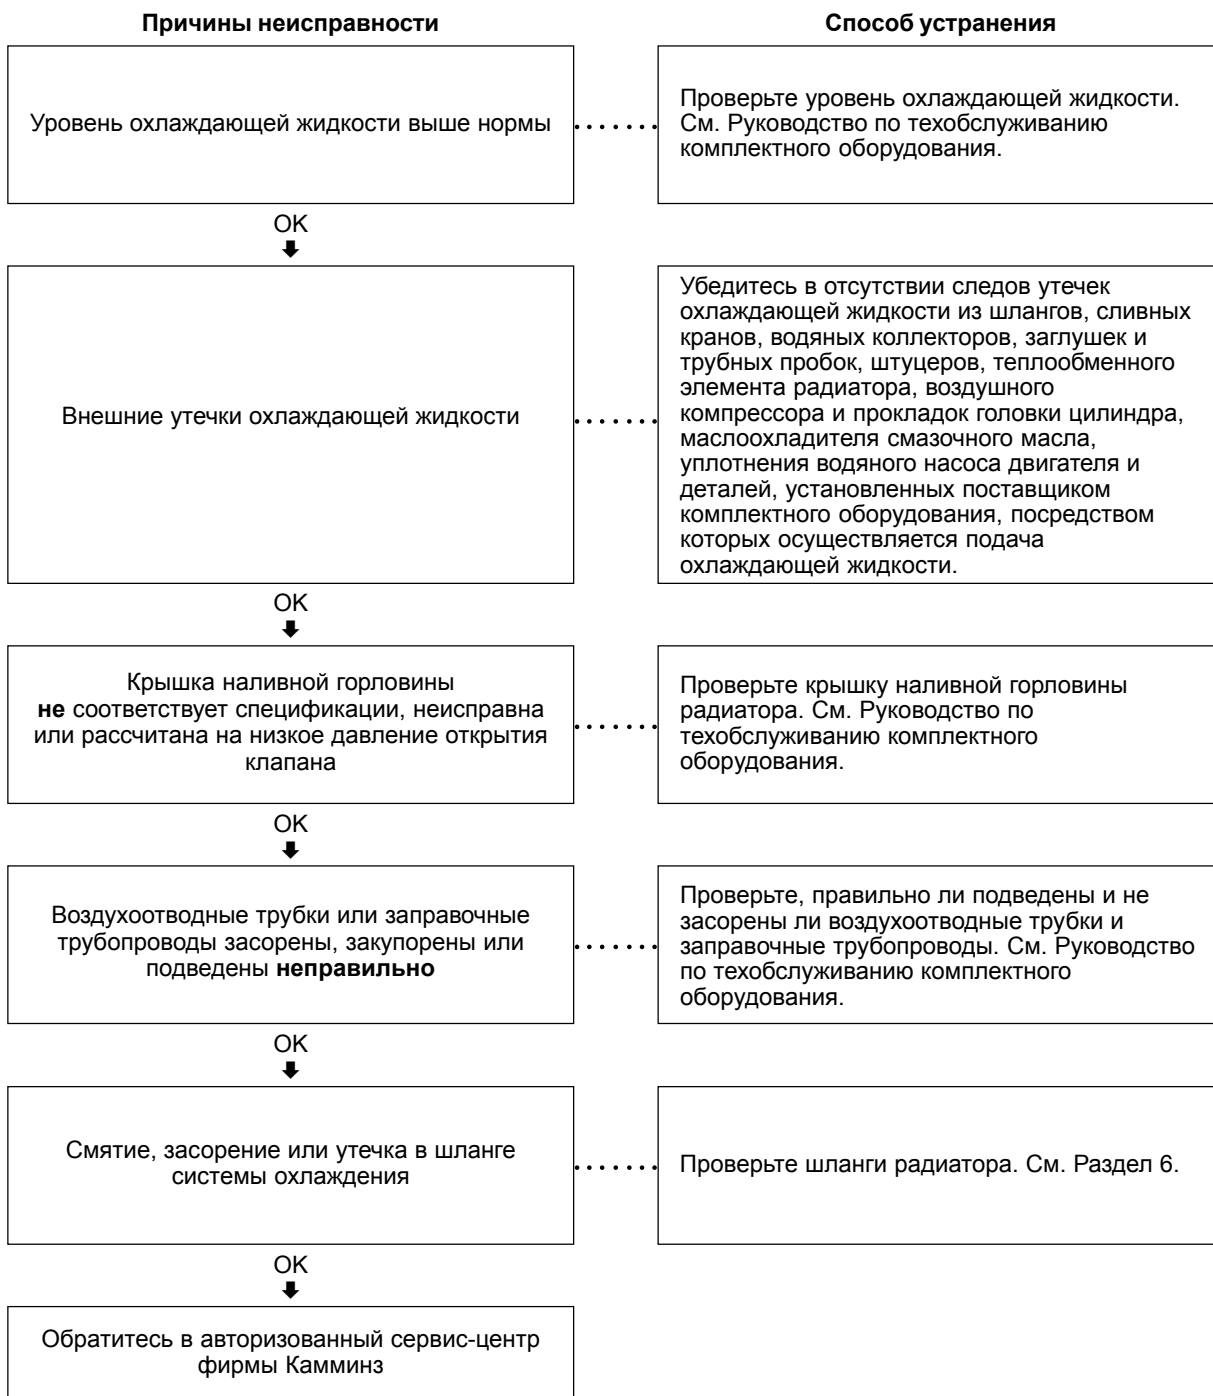 Причины неисправности
Способ устранения
Уровень охлаждающей жидкости выше нормы
Проверьте уровень охлаждающей жидкости.
См. Руководство по техобслуживанию
комплектного оборудования.
OK
Внешние утечки охлаждающей жидкости
Убедитесь в отсутствии следов утечек
охлаждающей жидкости из шлангов, сливных
кранов, водяных коллекторов, заглушек и
трубных пробок, штуцеров, теплообменного
элемента радиатора, воздушного
компрессора и прокладок головки цилиндра,
маслоохладителя смазочного масла,
уплотнения водяного насоса двигателя и
деталей, установленных поставщиком
комплектного оборудования, посредством
которых осуществляется подача
охлаждающей жидкости.
OK
Крышка наливной горловины
не соответствует спецификации, неисправна
или рассчитана на низкое давление открытия
клапана
Проверьте крышку наливной горловины
радиатора. См. Руководство по
техобслуживанию комплектного
оборудования.
OK
Воздухоотводные трубки или заправочные
трубопроводы засорены, закупорены или
подведены неправильно
Проверьте, правильно ли подведены и не
засорены ли воздухоотводные трубки и
заправочные трубопроводы. См. Руководство
по техобслуживанию комплектного
оборудования.
OK
Смятие, засорение или утечка в шланге
системы охлаждения
Проверьте шланги радиатора. См. Раздел 6.
OK
Обратитесь в авторизованный сервис-центр
фирмы Камминз